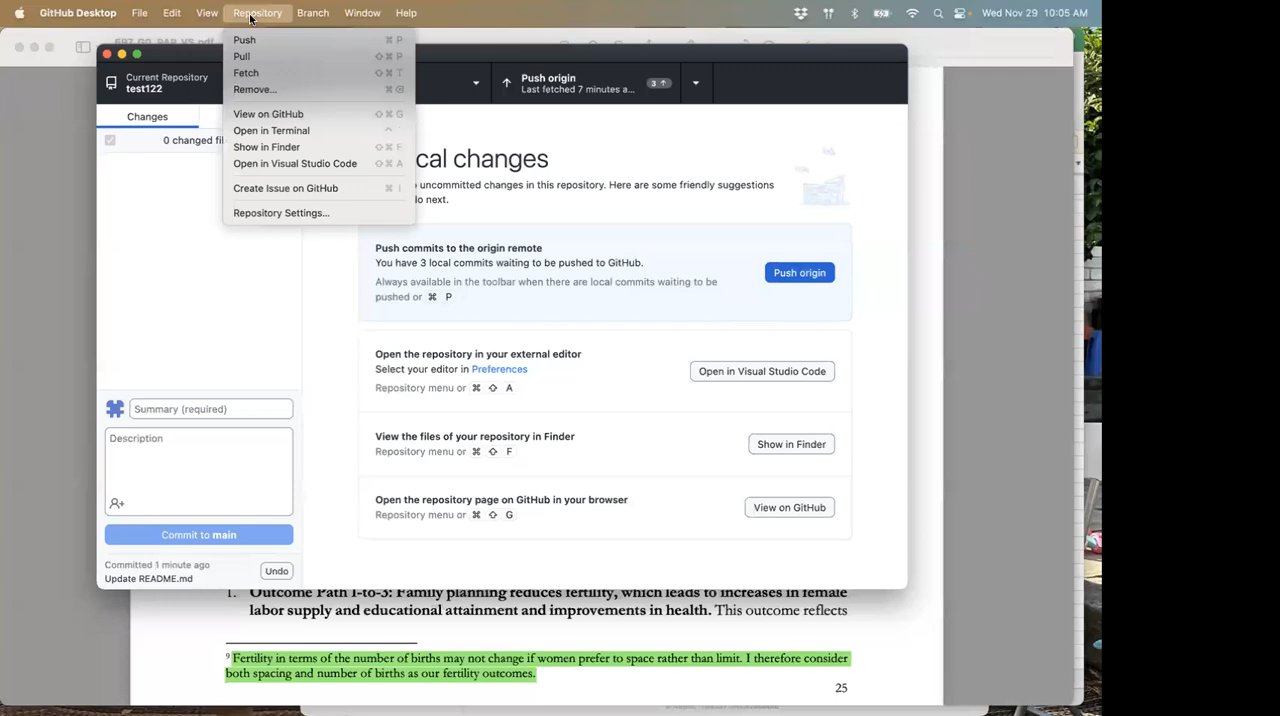 GitHub Desktop File Edit View Repository Branch Window Help Wed Nov 29 10:05 AM
Push ⌘ P
Pull ⇧ ⌘ P
Fetch ⇧ ⌘ T
Remove... ⌘ ⌫
View on GitHub ⇧ ⌘ G
Open in Terminal ⌃
Show in Finder ⇧ ⌘ F
Open in Visual Studio Code ⇧ ⌘ A
Create Issue on GitHub ⌘ I
Repository Settings...
Current Repository
test122
Push origin
Last fetched 7 minutes a...
3 ↑
Changes
0 changed fil
cal changes
uncommitted changes in this repository. Here are some friendly suggestions
o next.
Push commits to the origin remote
You have 3 local commits waiting to be pushed to GitHub.
Always available in the toolbar when there are local commits waiting to be
pushed or ⌘ P
Push origin
Open the repository in your external editor
Select your editor in Preferences
Repository menu or ⌘ ⇧ A
Open in Visual Studio Code
View the files of your repository in Finder
Repository menu or ⌘ ⇧ F
Show in Finder
Open the repository page on GitHub in your browser
Repository menu or ⌘ ⇧ G
View on GitHub
Summary (required)
Description
Commit to main
Committed 1 minute ago
Update README.md
Undo
1. Outcome Path I-to-3: Family planning reduces fertility, which leads to increases in female
labor supply and educational attainment and improvements in health. This outcome reflects
9 Fertility in terms of the number of births may not change if women prefer to space rather than limit. I therefore consider
both spacing and number of births as our fertility outcomes.
25